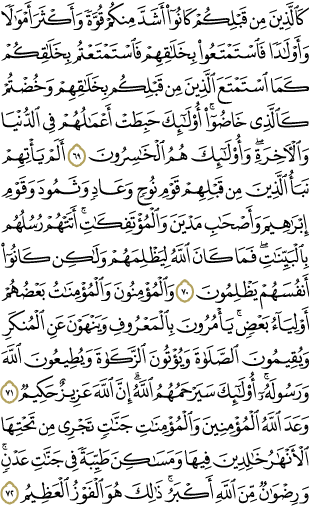 كَالَّذِينَ مِن قَبْلِكُمْ كَانُوٓا۟ أَشَدَّ مِنكُمْ قُوَّةً وَأَكْثَرَ أَمْوَٰلًا
وَأَوْلَٰدًا فَٱسْتَمْتَعُوا۟ بِخَلَٰقِهِمْ فَٱسْتَمْتَعْتُم بِخَلَٰقِكُمْ
كَمَا ٱسْتَمْتَعَ ٱلَّذِينَ مِن قَبْلِكُم بِخَلَٰقِهِمْ وَخُضْتُمْ
كَٱلَّذِى خَاضُوٓا۟ ۚ أُو۟لَٰٓئِكَ حَبِطَتْ أَعْمَٰلُهُمْ فِى ٱلدُّنْيَا
وَٱلْءَاخِرَةِ ۖ وَأُو۟لَٰٓئِكَ هُمُ ٱلْخَٰسِرُونَ ٦٩ أَلَمْ يَأْتِهِمْ
نَبَأُ ٱلَّذِينَ مِن قَبْلِهِمْ قَوْمِ نُوحٍ وَعَادٍ وَثَمُودَ وَقَوْمِ
إِبْرَٰهِيمَ وَأَصْحَٰبِ مَدْيَنَ وَٱلْمُؤْتَفِكَٰتِ ۚ أَتَتْهُمْ رُسُلُهُم
بِٱلْبَيِّنَٰتِ ۖ فَمَا كَانَ ٱللَّهُ لِيَظْلِمَهُمْ وَلَٰكِن كَانُوٓا۟
أَنفُسَهُمْ يَظْلِمُونَ ٧٠ وَٱلْمُؤْمِنُونَ وَٱلْمُؤْمِنَٰتُ بَعْضُهُمْ
أَوْلِيَآءُ بَعْضٍ ۚ يَأْمُرُونَ بِٱلْمَعْرُوفِ وَيَنْهَوْنَ عَنِ ٱلْمُنكَرِ
وَيُقِيمُونَ ٱلصَّلَوٰةَ وَيُؤْتُونَ ٱلزَّكَوٰةَ وَيُطِيعُونَ ٱللَّهَ
وَرَسُولَهُۥٓ ۚ أُو۟لَٰٓئِكَ سَيَرْحَمُهُمُ ٱللَّهُ ۗ إِنَّ ٱللَّهَ عَزِيزٌ حَكِيمٌ ٧١
وَعَدَ ٱللَّهُ ٱلْمُؤْمِنِينَ وَٱلْمُؤْمِنَٰتِ جَنَّٰتٍ تَجْرِى مِن تَحْتِهَا
ٱلْأَنْهَٰرُ خَٰلِدِينَ فِيهَا وَمَسَٰكِنَ طَيِّبَةً فِى جَنَّٰتِ عَدْنٍ ۚ
وَرِضْوَٰنٌ مِّنَ ٱللَّهِ أَكْبَرُ ۚ ذَٰلِكَ هُوَ ٱلْفَوْزُ ٱلْعَظِيمُ ٧٢